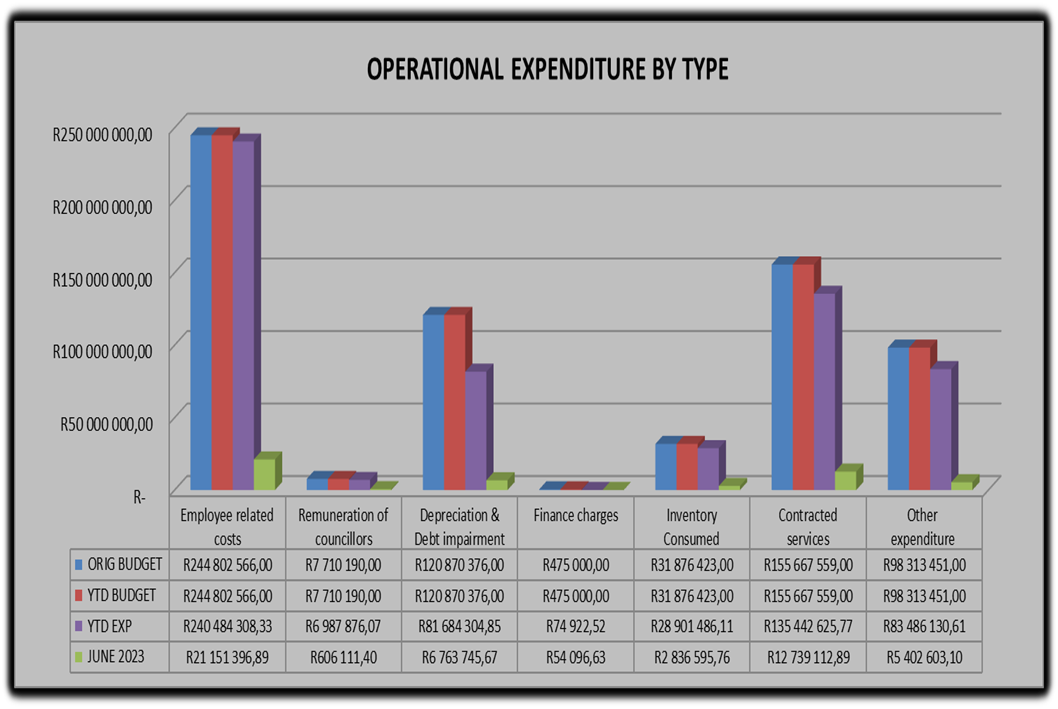 OPERATIONAL EXPENDITURE BY TYPE
R250 000 000,00
R200 000 000,00
R150 000 000,00
R100 000 000,00
R50 000 000,00
R-
Employee related costs Remuneration of councillors Depreciation & Debt impairment Finance charges Inventory Consumed Contracted services Other expenditure
ORIG BUDGET R244 802 566,00 R7 710 190,00 R120 870 376,00 R475 000,00 R31 876 423,00 R155 667 559,00 R98 313 451,00
YTD BUDGET R244 802 566,00 R7 710 190,00 R120 870 376,00 R475 000,00 R31 876 423,00 R155 667 559,00 R98 313 451,00
YTD EXP R240 484 308,33 R6 987 876,07 R81 684 304,85 R74 922,52 R28 901 486,11 R135 442 625,77 R83 486 130,61
JUNE 2023 R21 151 396,89 R606 111,40 R6 763 745,67 R54 096,63 R2 836 595,76 R12 739 112,89 R5 402 603,10